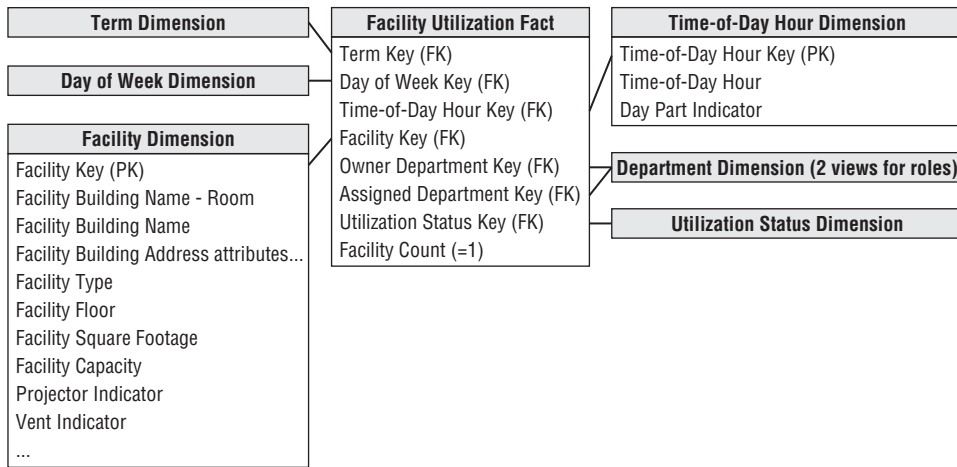 Term Dimension
Day of Week Dimension
Facility Dimension
Facility Key (PK)
Facility Building Name - Room
Facility Building Name
Facility Building Address attributes...
Facility Type
Facility Floor
Facility Square Footage
Facility Capacity
Projector Indicator
Vent Indicator
...
Facility Utilization Fact
Term Key (FK)
Day of Week Key (FK)
Time-of-Day Hour Key (FK)
Facility Key (FK)
Owner Department Key (FK)
Assigned Department Key (FK)
Utilization Status Key (FK)
Facility Count (=1)
Time-of-Day Hour Dimension
Time-of-Day Hour Key (PK)
Time-of-Day Hour
Day Part Indicator
Department Dimension (2 views for roles)
Utilization Status Dimension